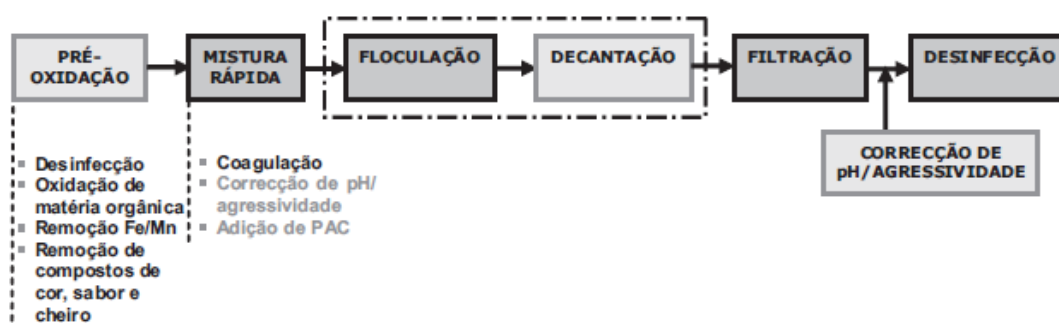 PRÉ-
OXIDAÇÃO
MISTURA
RÁPIDA
FLOCULAÇÃO
DECANTAÇÃO
FILTRAÇÃO
DESINFECÇÃO
CORRECÇÃO DE
pH/AGRESSIVIDADE
▪ Desinfecção
▪ Oxidação de
matéria orgânica
▪ Remoção Fe/Mn
▪ Remoção de
compostos de
cor, sabor e
cheiro
▪ Coagulação
▪ Correcção de pH/
agressividade
▪ Adição de PAC